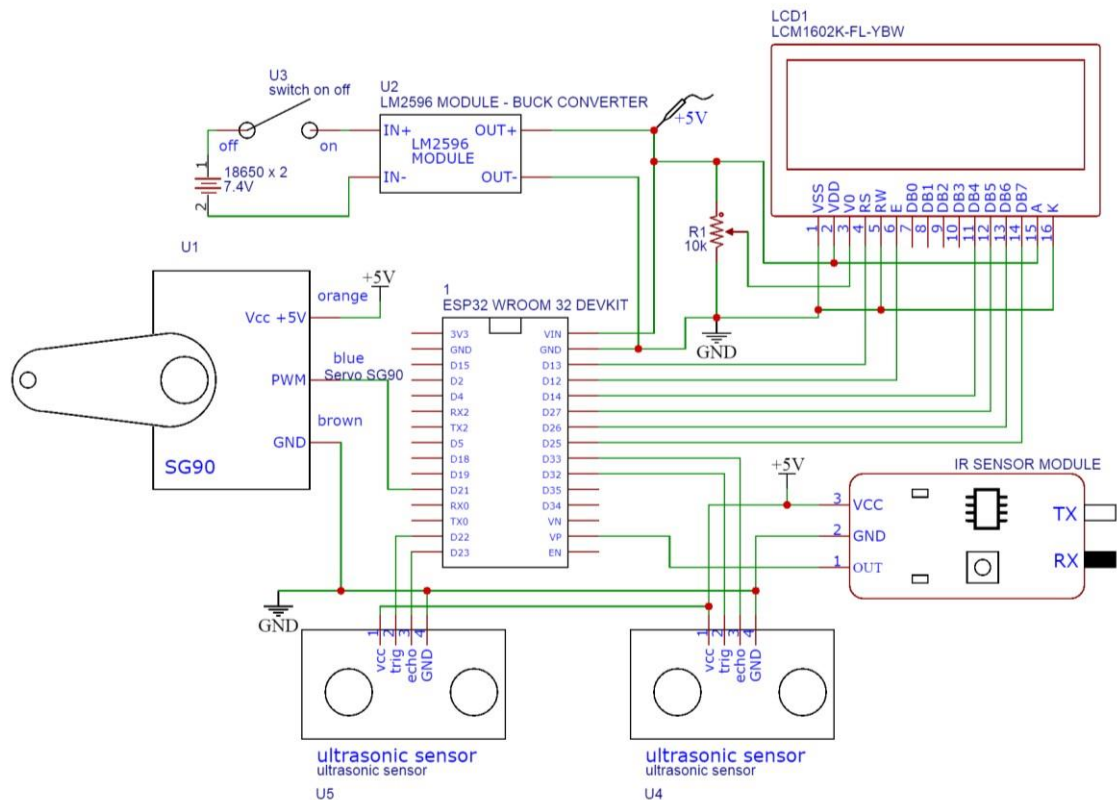 LCD1
LCM1602K-FL-YBW
VSS
VDD
V0
RS
RW
E
DB0
DB1
DB2
DB3
DB4
DB5
DB6
DB7
A
K
1
2
3
4
5
6
7
8
9
10
11
12
13
14
15
16
U3
switch on off
off
on
1
18650 x 2
7.4V
2
U2
LM2596 MODULE - BUCK CONVERTER
IN+
OUT+
LM2596
MODULE
IN-
OUT-
+5V
R1
10k
GND
U1
orange
+5V
Vcc +5V
blue
Servo SG90
PWM
brown
GND
SG90
1
ESP32 WROOM 32 DEVKIT
3V3
GND
D15
D2
D4
RX2
TX2
D5
D18
D19
D21
RX0
TX0
D22
D23
VIN
GND
D13
D12
D14
D27
D26
D25
D33
D32
D35
D34
VN
VP
EN
+5V
IR SENSOR MODULE
3 VCC
2 GND
1 OUT
TX
RX
GND
1
2
3
4
vcc
trig
echo
GND
ultrasonic sensor
ultrasonic sensor
U5
1
2
3
4
vcc
trig
echo
GND
ultrasonic sensor
ultrasonic sensor
U4